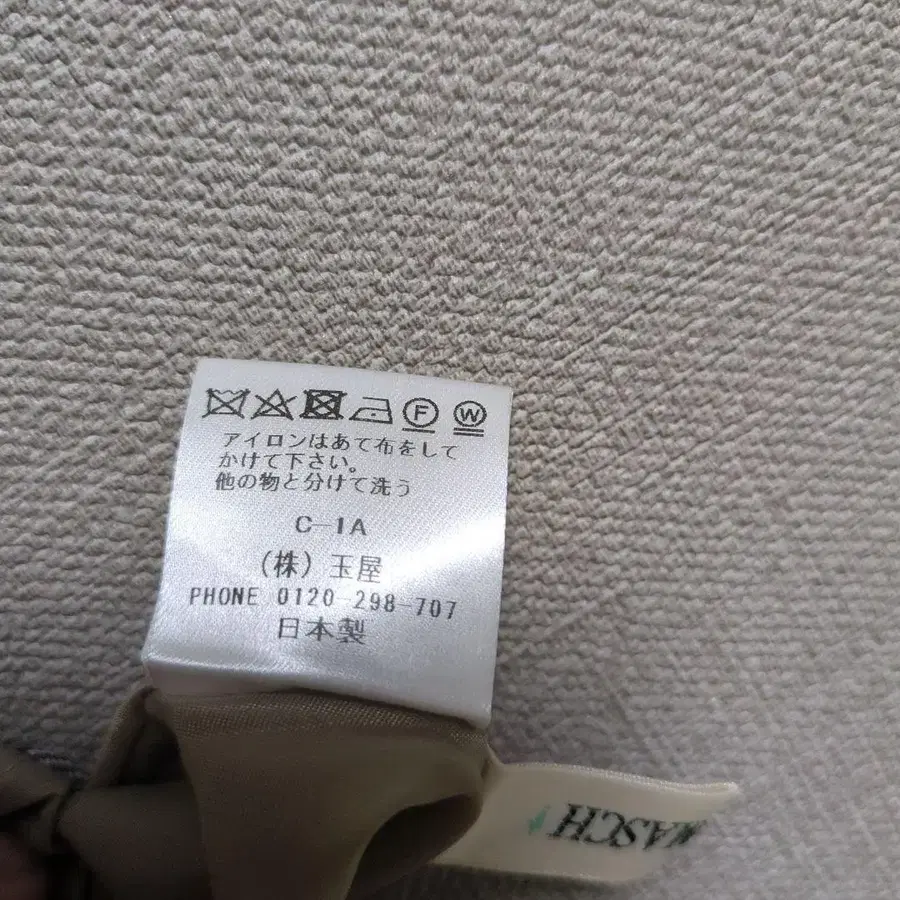 F W
アイロンはあて布をして
かけて下さい。
他の物と分けて洗う
C-1A
(株)玉屋
PHONE 0120-298-707
日本製